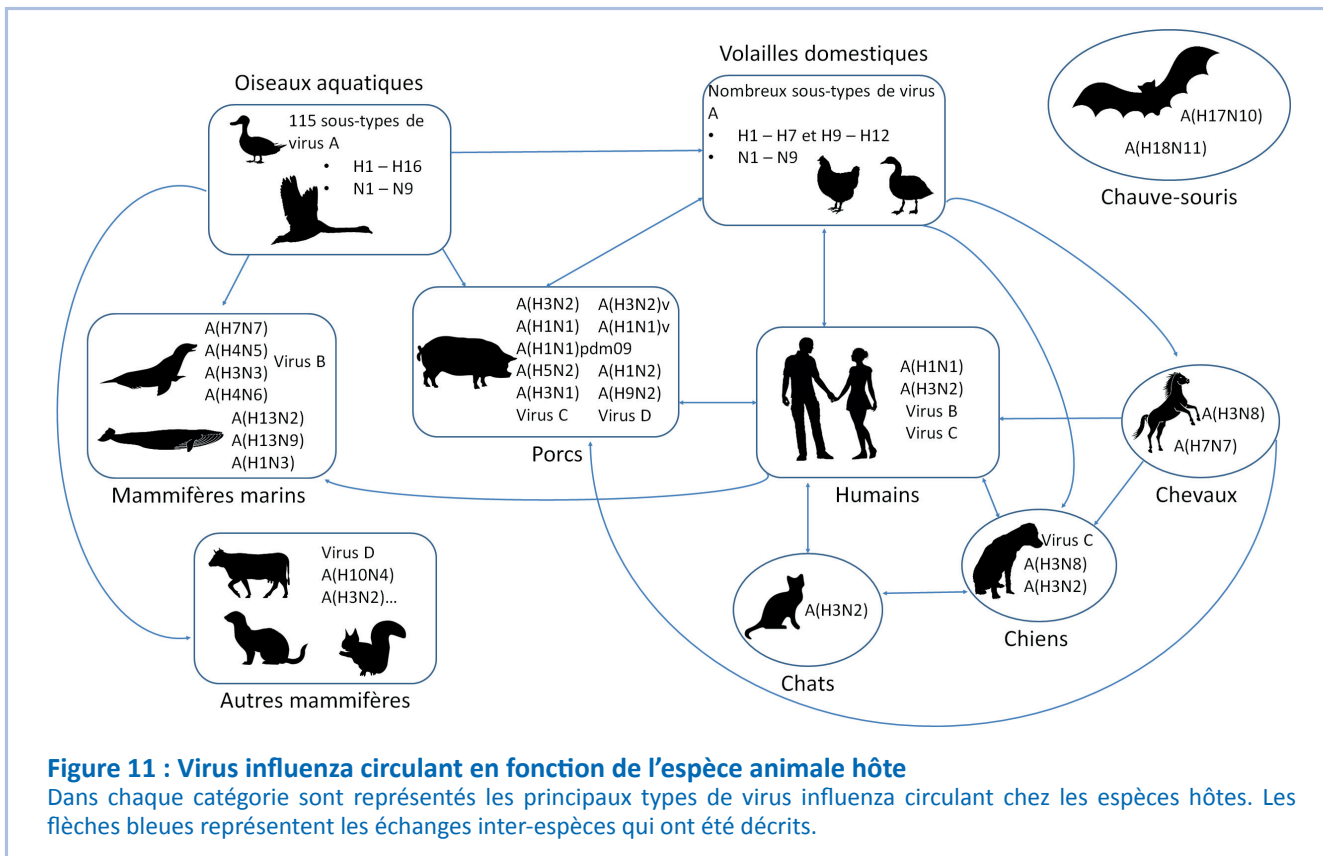 Oiseaux aquatiques
115 sous-types de
virus A
• H1 – H16
• N1 – N9
Volailles domestiques
Nombreux sous-types de virus
A
• H1 – H7 et H9 – H12
• N1 – N9
A(H17N10)
A(H18N11)
Chauve-souris
A(H7N7)
A(H4N5)
A(H3N3)
A(H4N6)
Virus B
A(H13N2)
A(H13N9)
A(H1N3)
Mammifères marins
A(H3N2) A(H3N2)v
A(H1N1) A(H1N1)v
A(H1N1)pdm09
A(H5N2) A(H1N2)
A(H3N1) A(H9N2)
Virus C Virus D
Porcs
A(H1N1)
A(H3N2)
Virus B
Virus C
Humains
A(H3N8)
A(H7N7)
Chevaux
Virus D
A(H10N4)
A(H3N2)...
Autres mammifères
A(H3N2)
Chats
Virus C
A(H3N8)
A(H3N2)
Chiens
Figure 11 : Virus influenza circulant en fonction de l’espèce animale hôte
Dans chaque catégorie sont représentés les principaux types de virus influenza circulant chez les espèces hôtes. Les
flèches bleues représentent les échanges inter-espèces qui ont été décrits.